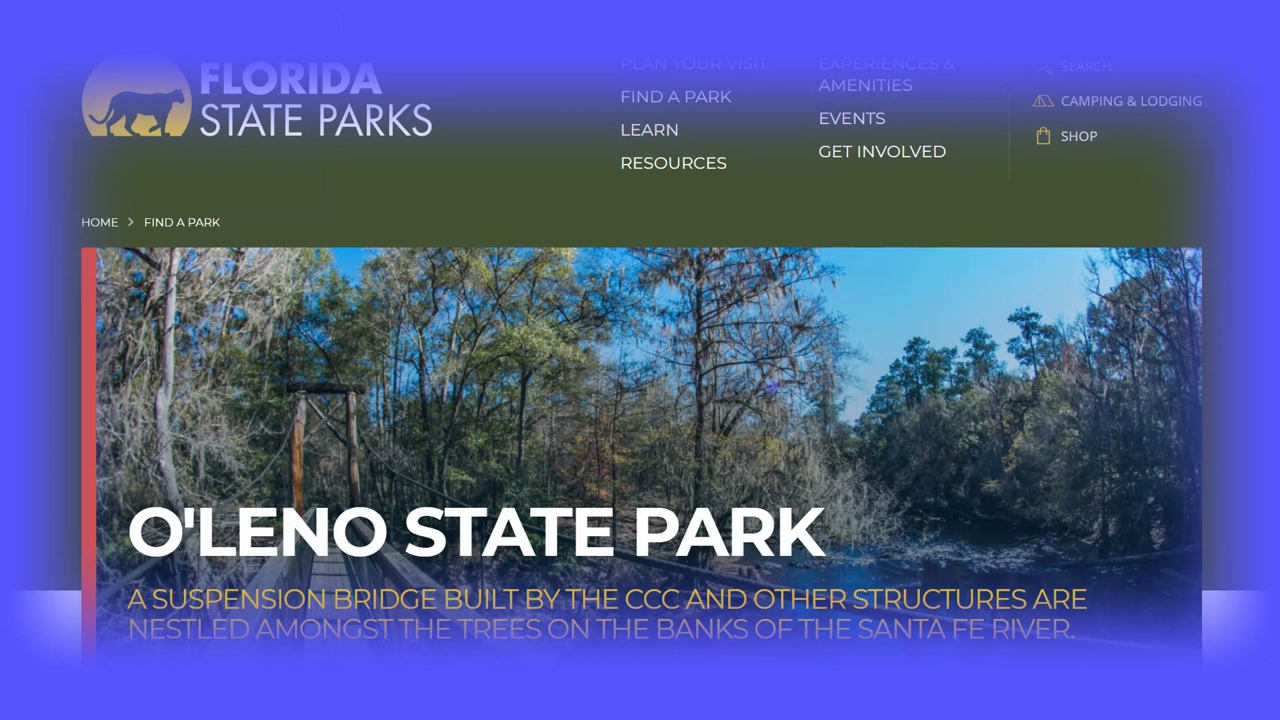 FLORIDA
STATE PARKS
PLAN YOUR VISIT
FIND A PARK
LEARN
RESOURCES
EXPERIENCES &
AMENITIES
EVENTS
GET INVOLVED
SEARCH
CAMPING & LODGING
SHOP
HOME > FIND A PARK
O'LENO STATE PARK
A SUSPENSION BRIDGE BUILT BY THE CCC AND OTHER STRUCTURES ARE
NESTLED AMONGST THE TREES ON THE BANKS OF THE SANTA FE RIVER.